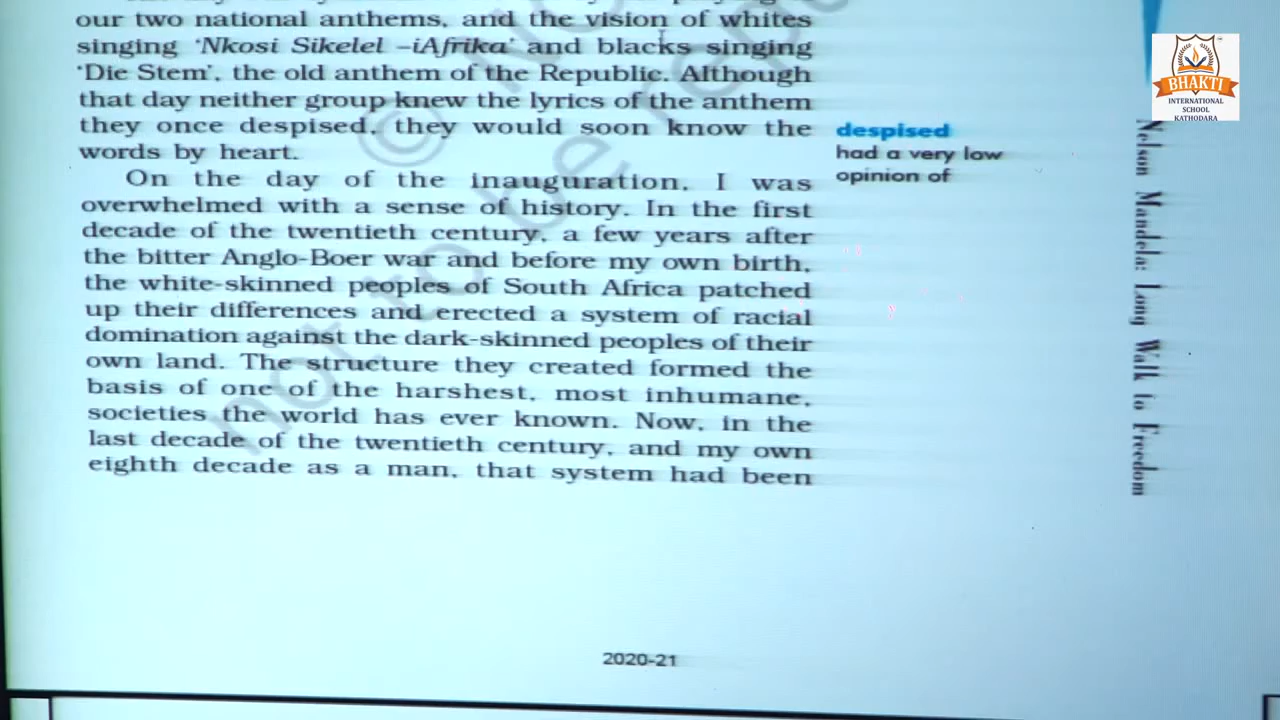 our two national anthems, and the vision of whites
singing 'Nkosi Sikelel –iAfrika' and blacks singing
'Die Stem', the old anthem of the Republic. Although
that day neither group knew the lyrics of the anthem
they once despised, they would soon know the
words by heart.
On the day of the inauguration, I was
overwhelmed with a sense of history. In the first
decade of the twentieth century, a few years after
the bitter Anglo-Boer war and before my own birth,
the white-skinned peoples of South Africa patched
up their differences and erected a system of racial
domination against the dark-skinned peoples of their
own land. The structure they created formed the
basis of one of the harshest, most inhumane,
societies the world has ever known. Now, in the
last decade of the twentieth century, and my own
eighth decade as a man, that system had been
despised
had a very low
opinion of
Nelson Mandela: Long Walk to Freedom
BHAKTI
INTERNATIONAL
SCHOOL
KATHODARA
not to be rep
2020-21